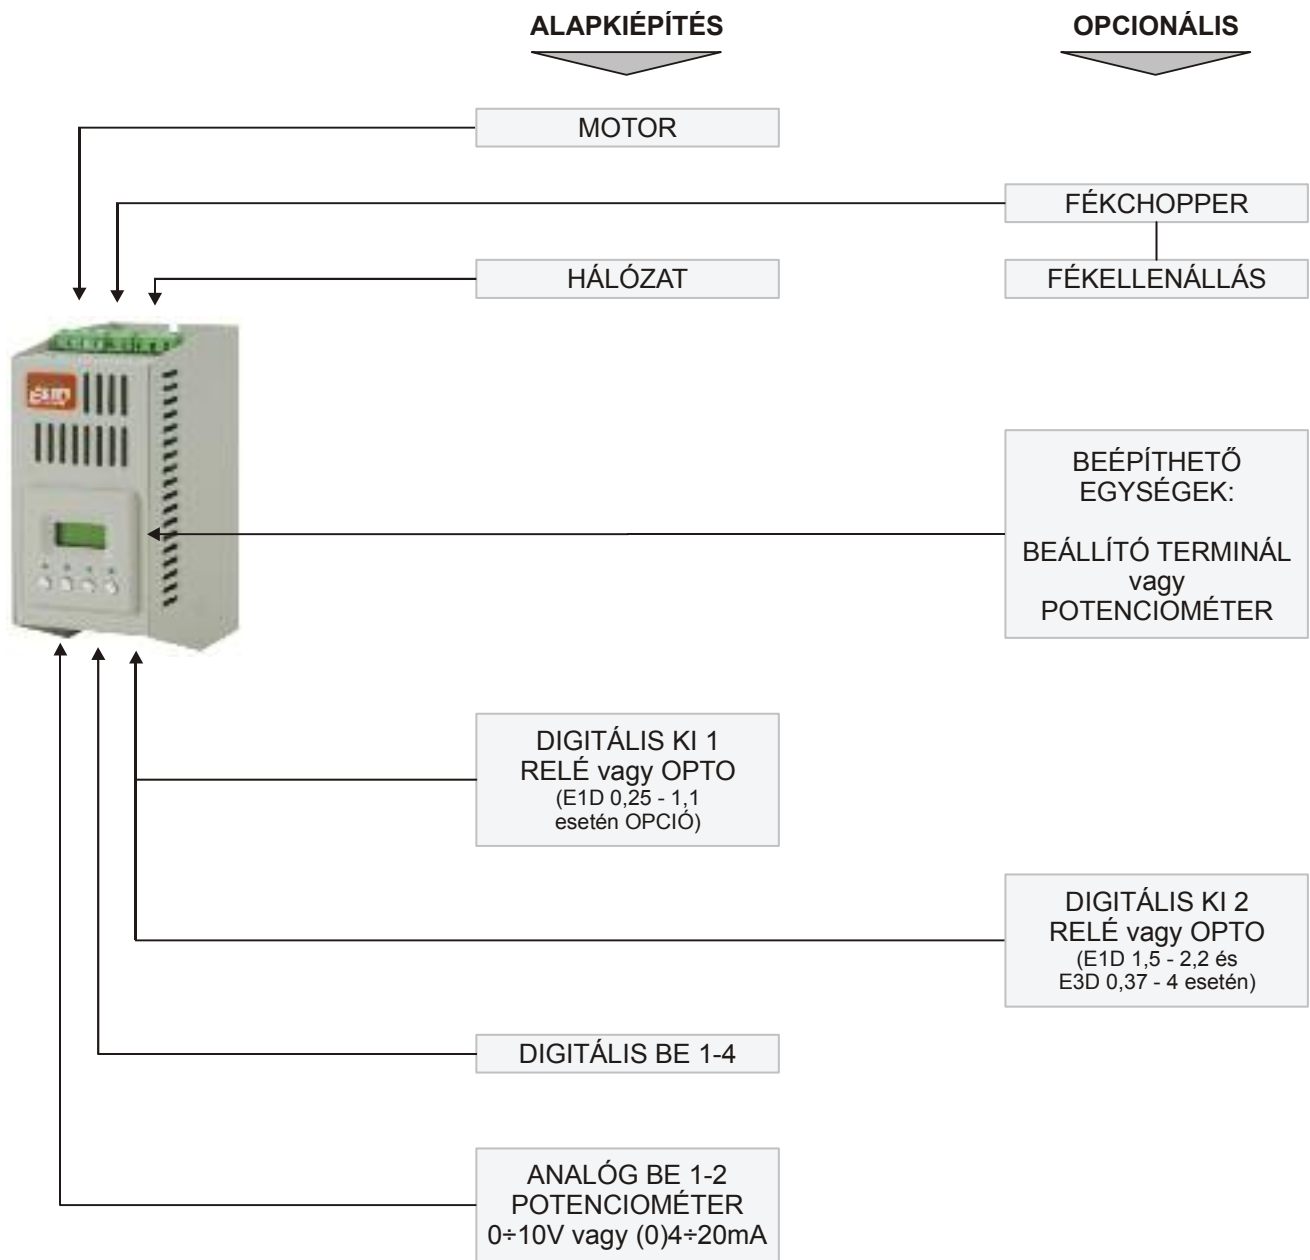 ALAPKIÉPÍTÉS
OPCIONÁLIS
MOTOR
FÉKCHOPPER
HÁLÓZAT
FÉKELLENÁLLÁS
BEÉPÍTHETŐ
EGYSÉGEK:
BEÁLLÍTÓ TERMINÁL
vagy
POTENCIOMÉTER
DIGITÁLIS KI 1
RELÉ vagy OPTO
(E1D 0,25 - 1,1
esetén OPCIÓ)
DIGITÁLIS KI 2
RELÉ vagy OPTO
(E1D 1,5 - 2,2 és
E3D 0,37 - 4 esetén)
DIGITÁLIS BE 1-4
ANALÓG BE 1-2
POTENCIOMÉTER
0÷10V vagy (0)4÷20mA